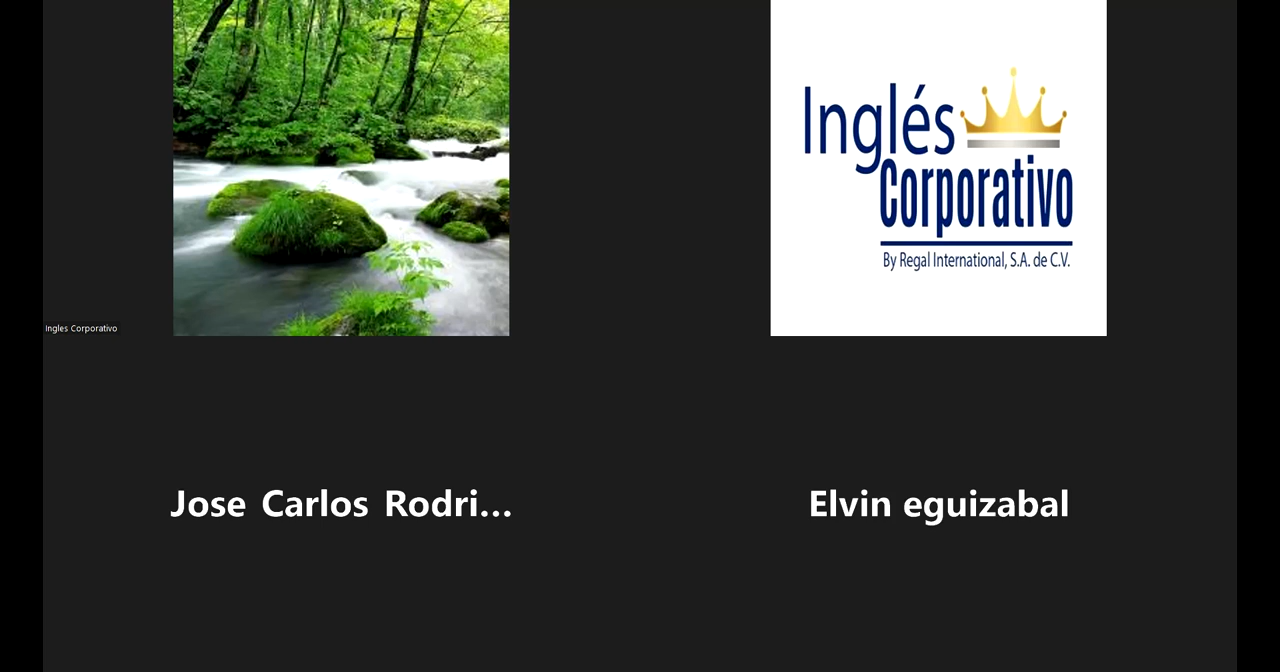 Inglés
Corporativo
By Regal International, S.A. de C.V.
Ingles Corporativo
Jose Carlos Rodri...
Elvin eguizabal